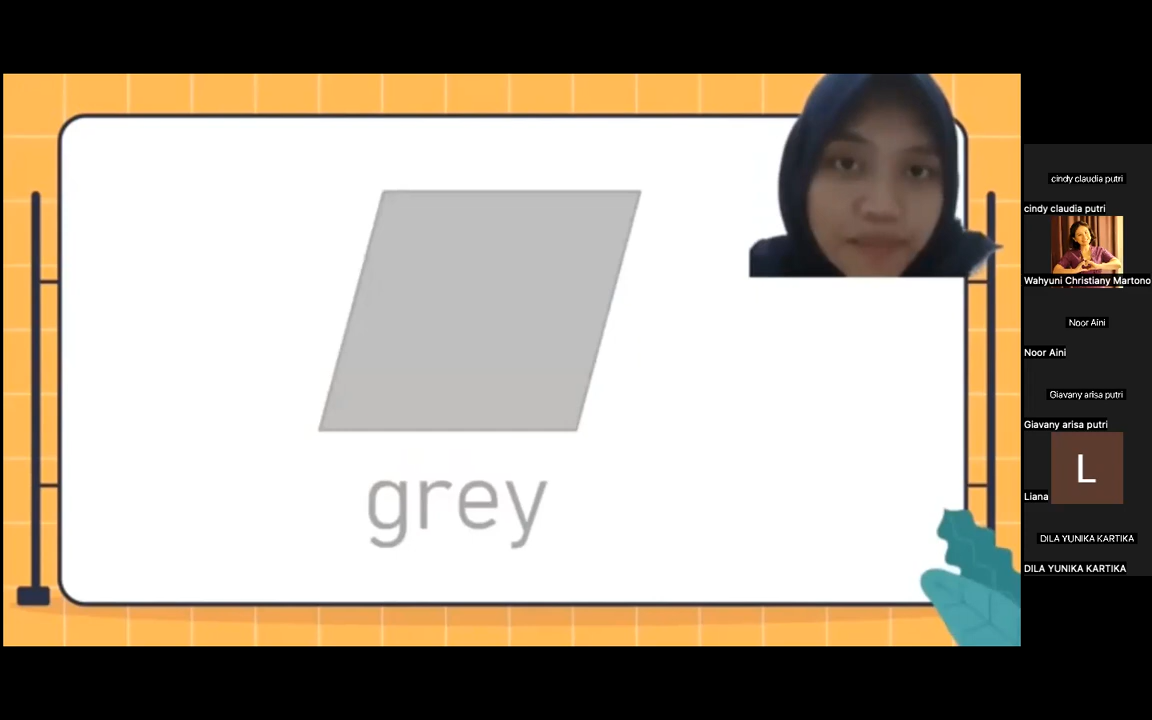 grey
cindy claudia putri
cindy claudia putri
Wahyuni Christiany Martono
Noor Aini
Noor Aini
Giavany arisa putri
Giavany arisa putri
L
Liana
DILA YUNIKA KARTIKA
DILA YUNIKA KARTIKA